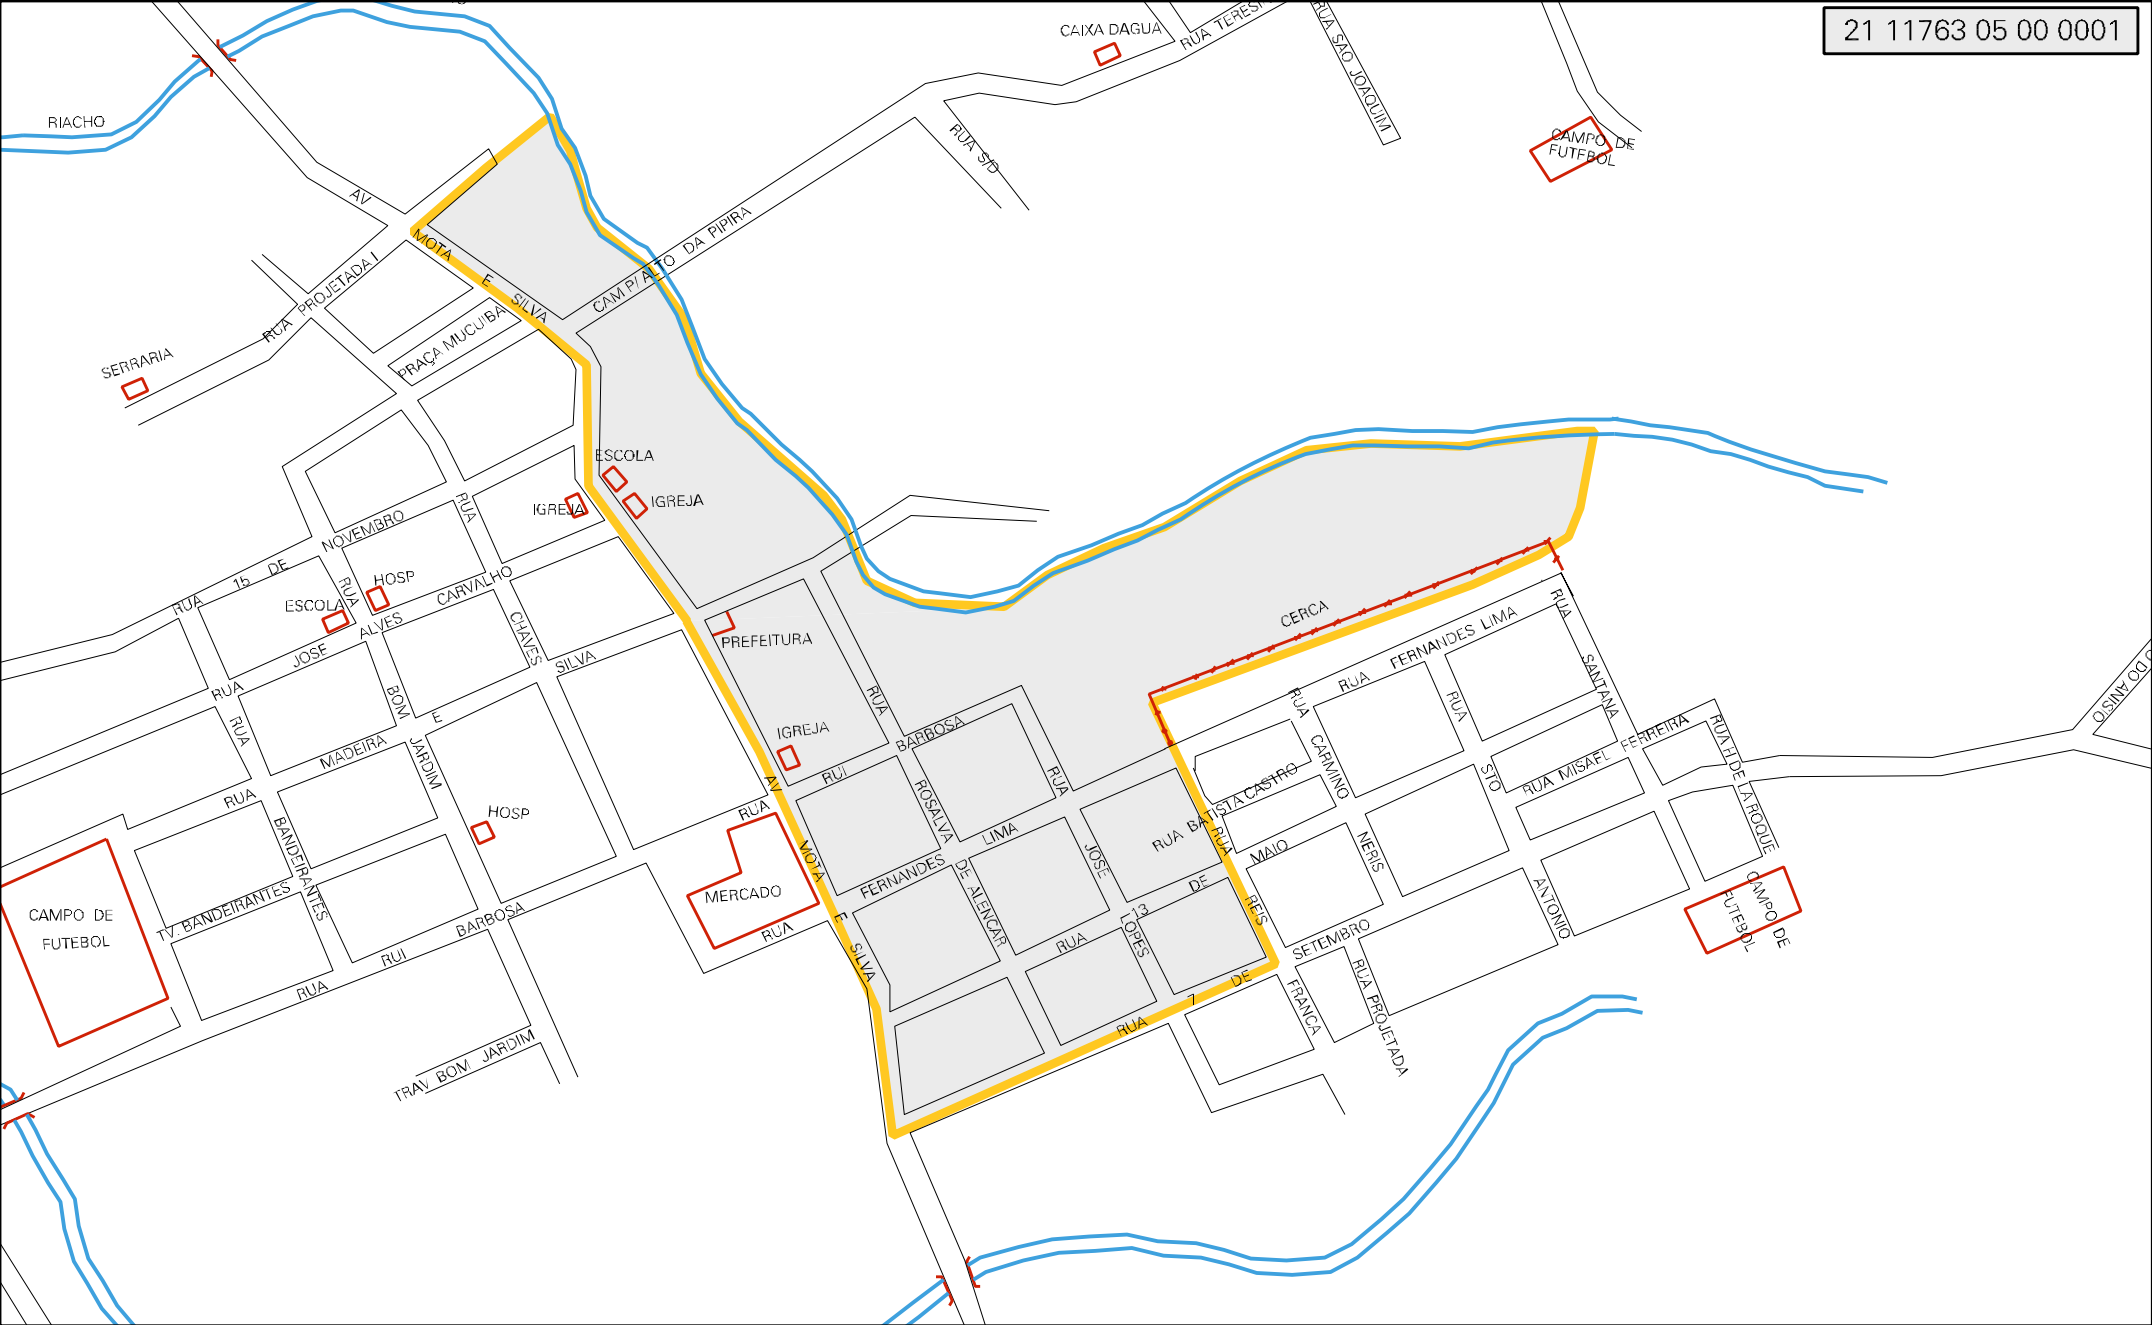 21 11763 05 00 0001
CAIXA DAGUA
RUA SAO JOAQUIM
RIACHO
CAMPO DE
FUTEBOL
RUA S/D
AV
MOTA
E
SILVA
CAM P/ ALTO DA PIPIRA
RUA PROJETADA I
PRAÇA MUCUIBA
SERRARIA
ESCOLA
IGREJA
IGREJA
RUA
NOVEMBRO
15 DE
RUA
HOSP
RUA
ESCOLA
CARVALHO
ALVES
JOSE
RUA
CHAVES
SILVA
PREFEITURA
CERCA
RUA
FERNANDES LIMA
RUA
SANTANA
RUA
BOM
E
RUA
MADEIRA
JARDIM
RUA
IGREJA
RUA
BARBOSA
RUI
RUA
CARMINO
RUA
STO
FERREIRA
RUA MISAEL
RUA H DE LA ROQUE
O DO ANISIO
AV
RUA
RUA
ROSALVA
LIMA
RUA BATISTA CASTRO
RUA
MAIO
NERIS
HOSP
BANDEIRANTES
MOTA
FERNANDES
DE ALENCAR
JOSE
DE
13
LOPES
REIS
ANTONIO
CAMPO DE
FUTEBOL
MERCADO
TV. BANDEIRANTES
BARBOSA
RUI
RUA
RUA
E
SILVA
RUA
SETEMBRO
DE
7
RUA
FRANCA
RUA PROJETADA
CAMPO DE
FUTEBOL
TRAV BOM JARDIM